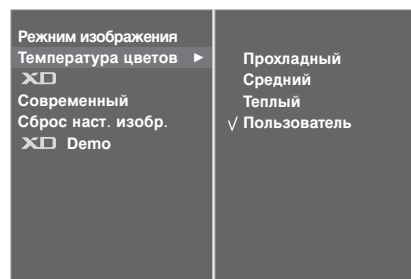 Режим изображения
Температура цветов ►
XD
Современный
Сброс наст. изобр.
XD Demo
Прохладный
Средний
Теплый
√ Пользователь